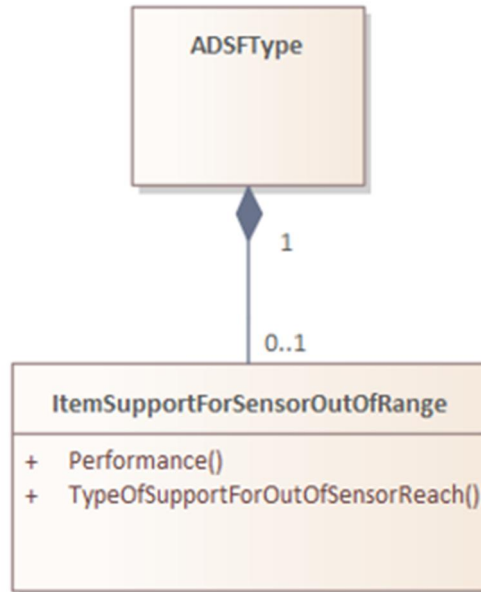 ADSFType
1
0..1
ItemSupportForSensorOutOfRange
+ Performance()
+ TypeOfSupportForOutOfSensorReach()